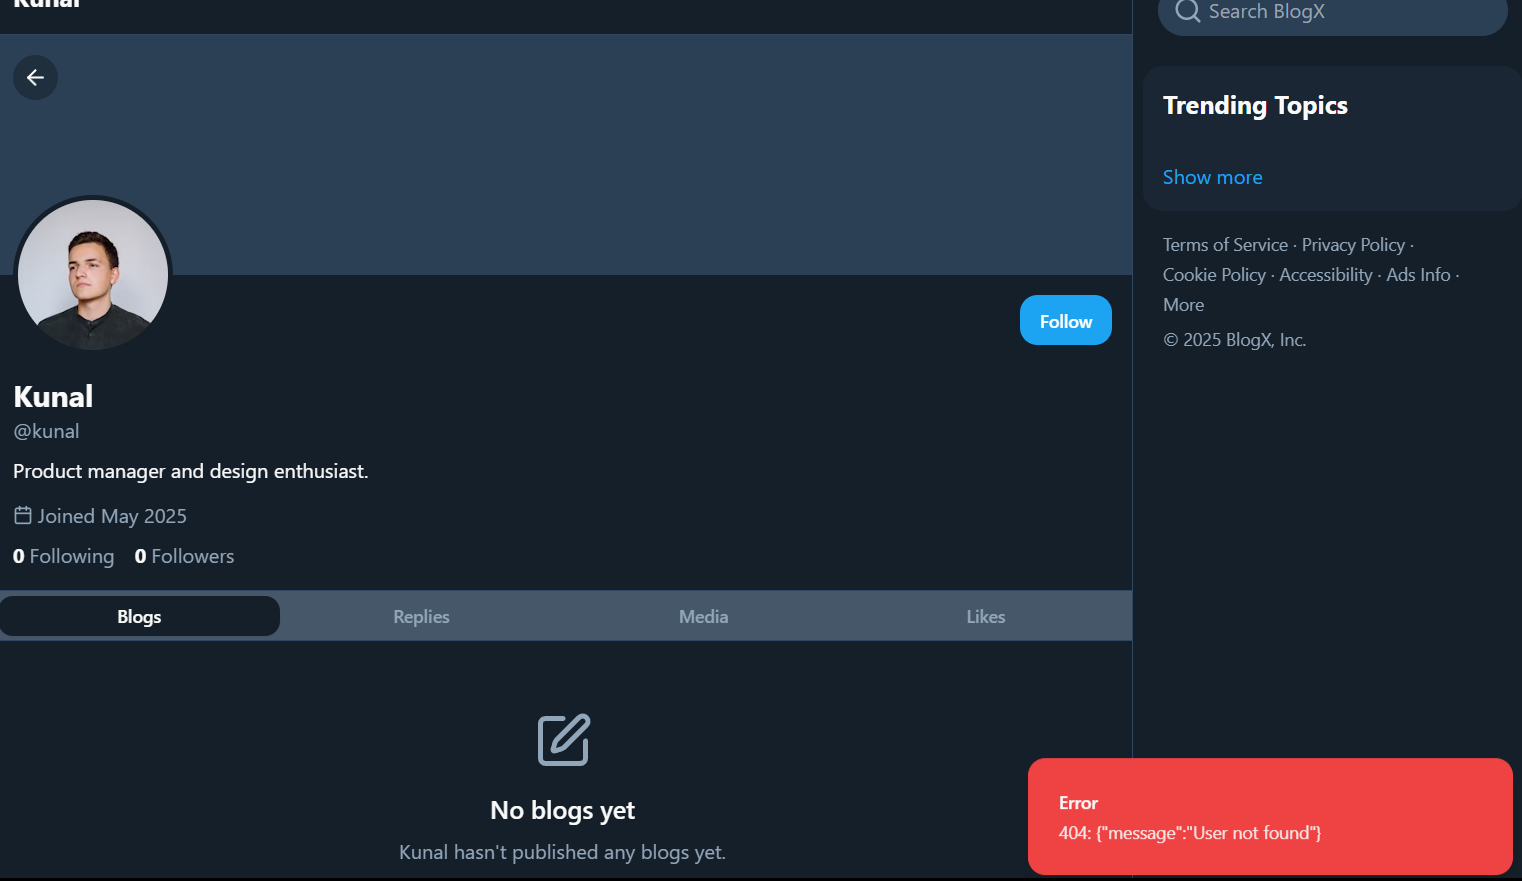 Kunal
Search BlogX
Trending Topics
Show more
Terms of Service · Privacy Policy ·
Cookie Policy · Accessibility · Ads Info ·
More
© 2025 BlogX, Inc.
Follow
Kunal
@kunal
Product manager and design enthusiast.
Joined May 2025
0 Following 0 Followers
Blogs Replies Media Likes
No blogs yet
Kunal hasn't published any blogs yet.
Error
404: {"message":"User not found"}